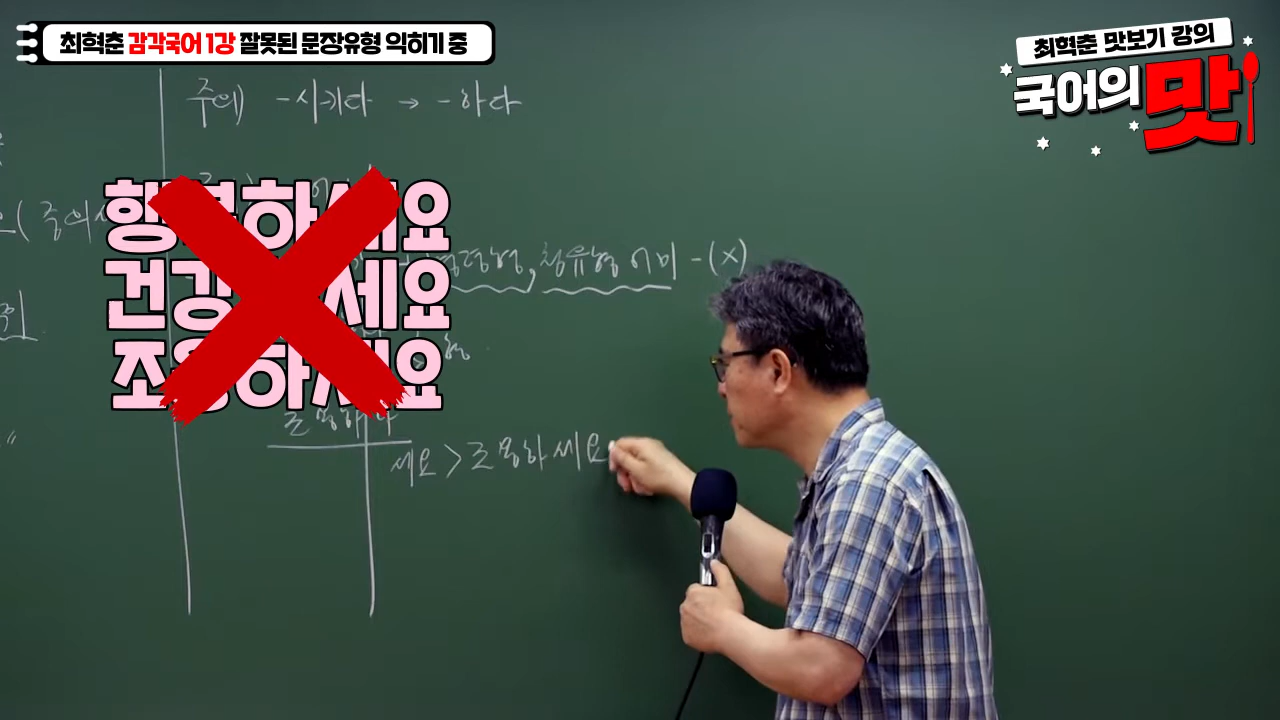 최혁춘 감각국어 1강 잘못된 문장유형 익히기 중
최혁춘 맛보기 강의
국어의 맛
주의) -시키다 → -하다
행복하세요
건강하세요
조용하세요
명령형, 청유형 어미 - (X)
조용하다
세요 > 조용하세요